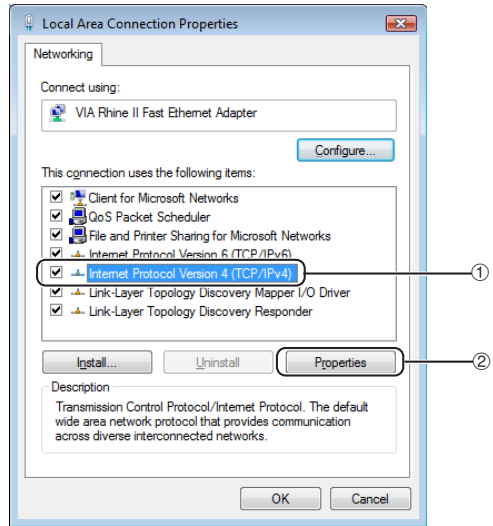 Local Area Connection Properties
Networking
Connect using:
VIA Rhine II Fast Ethernet Adapter
Configure...
This connection uses the following items:
Client for Microsoft Networks
QoS Packet Scheduler
File and Printer Sharing for Microsoft Networks
Internet Protocol Version 6 (TCP/IPv6)
Internet Protocol Version 4 (TCP/IPv4)
①
Link-Layer Topology Discovery Mapper I/O Driver
Link-Layer Topology Discovery Responder
Install...
Uninstall
Properties
②
Description
Transmission Control Protocol/Internet Protocol. The default
wide area network protocol that provides communication
across diverse interconnected networks.
OK
Cancel